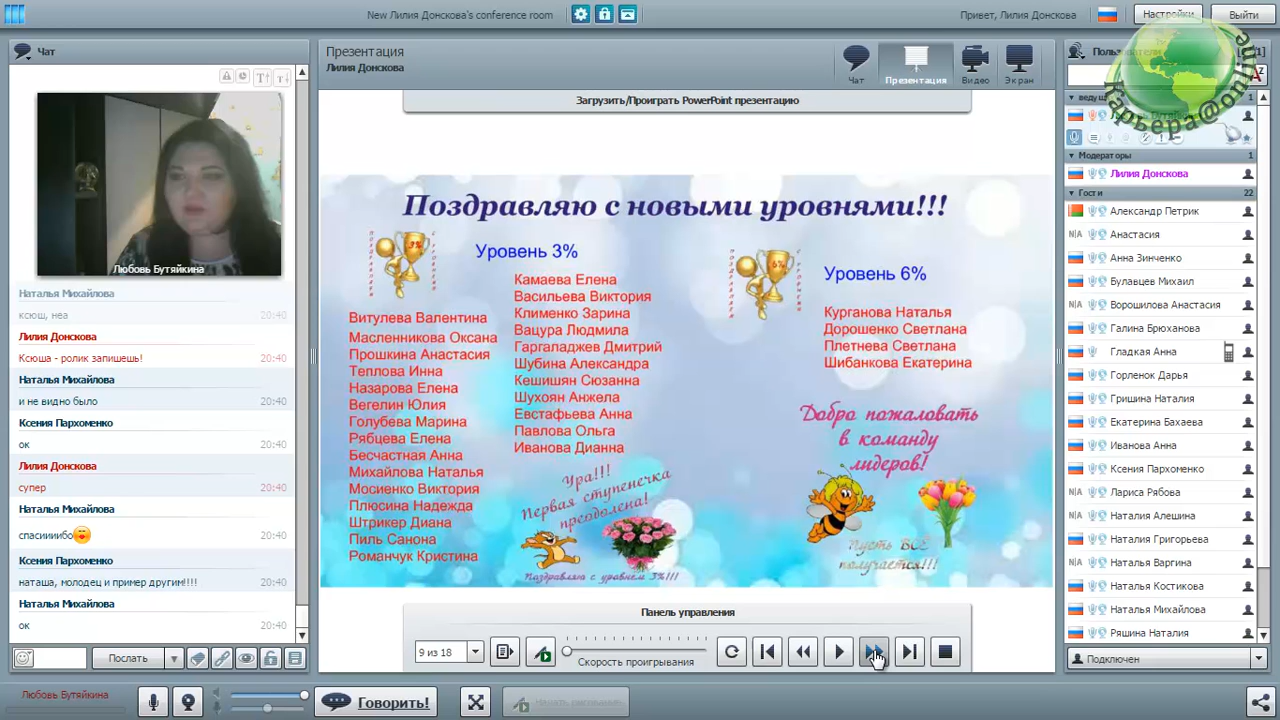 New Лилия Донскова's conference room
Привет, Лилия Донскова
Настройки
Выйти
Чат
Любовь Бутяйкина
Наталья Михайлова
ксюш, неа 20:40
Лилия Донскова
Ксюша - ролик запишешь! 20:40
Наталья Михайлова
и не видно было 20:40
Ксения Пархоменко
ок 20:40
Лилия Донскова
супер 20:40
Наталья Михайлова
спасиииибо 20:40
Ксения Пархоменко
наташа, молодец и пример другим!!!! 20:40
Наталья Михайлова
ок 20:40
Послать
Презентация
Лилия Донскова
Чат
Презентация
Видео
Экран
Загрузить/Проиграть PowerPoint презентацию
Поздравляю с новыми уровнями!!!
3%
Уровень 3%
Витулева Валентина
Масленникова Оксана
Прошкина Анастасия
Теплова Инна
Назарова Елена
Вегелин Юлия
Голубева Марина
Рябцева Елена
Бесчастная Анна
Михайлова Наталья
Мосиенко Виктория
Плюсина Надежда
Штрикер Диана
Пиль Санона
Романчук Кристина
Камаева Елена
Васильева Виктория
Клименко Зарина
Вацура Людмила
Гаргаладжев Дмитрий
Шубина Александра
Кешишян Сюзанна
Шухоян Анжела
Евстафьева Анна
Павлова Ольга
Иванова Дианна
Ура!!!
Первая ступенечка
преодолена!
Поздравляю с уровнем 3%!!!
6%
Уровень 6%
Курганова Наталья
Дорошенко Светлана
Плетнева Светлана
Шибанкова Екатерина
Добро пожаловать
в команду
лидеров!
Пусть ВСЁ
получается!!!
Панель управления
9 из 18
Скорость проигрывания
Карьера@online
Пользователи
1]
ведущ 1
Модераторы 1
Лилия Донскова
Гости 22
Александр Петрик
N/A Анастасия
Анна Зинченко
Булавцев Михаил
N/A Ворошилова Анастасия
Галина Брюханова
Гладкая Анна
Горленок Дарья
Гришина Наталия
Екатерина Бахаева
Иванова Анна
Ксения Пархоменко
N/A Лариса Рябова
N/A Наталия Алешина
Наталия Григорьева
N/A Наталья Варгина
Наталья Костикова
Наталья Михайлова
Ряшина Наталия
Подключен
Любовь Бутяйкина
Говорить!
Начать рисование